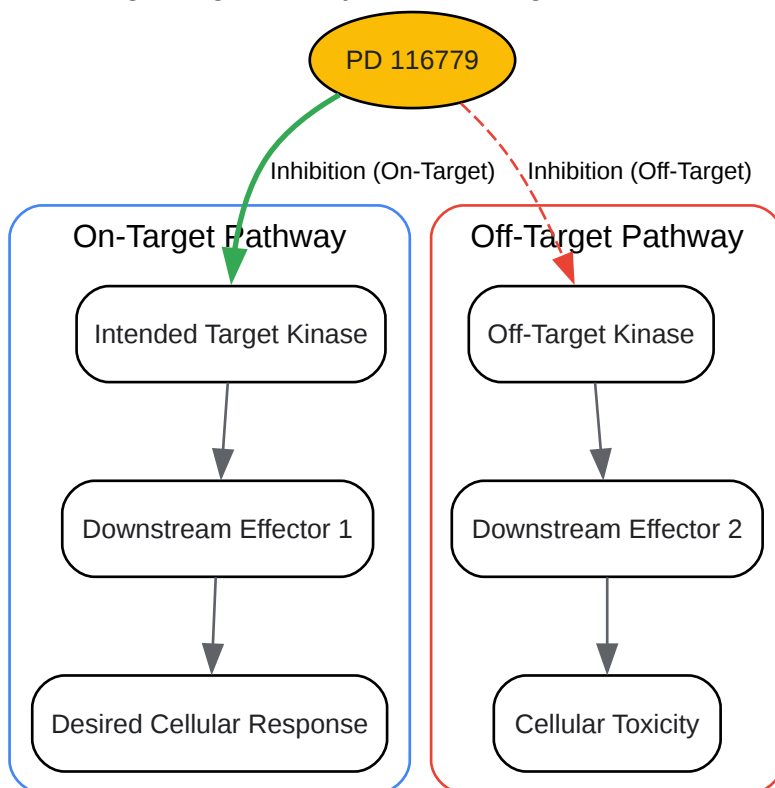 PD 116779
Inhibition (On-Target)
Inhibition (Off-Target)
On-Target Pathway
Off-Target Pathway
Intended Target Kinase
Off-Target Kinase
Downstream Effector 1
Downstream Effector 2
Desired Cellular Response
Cellular Toxicity